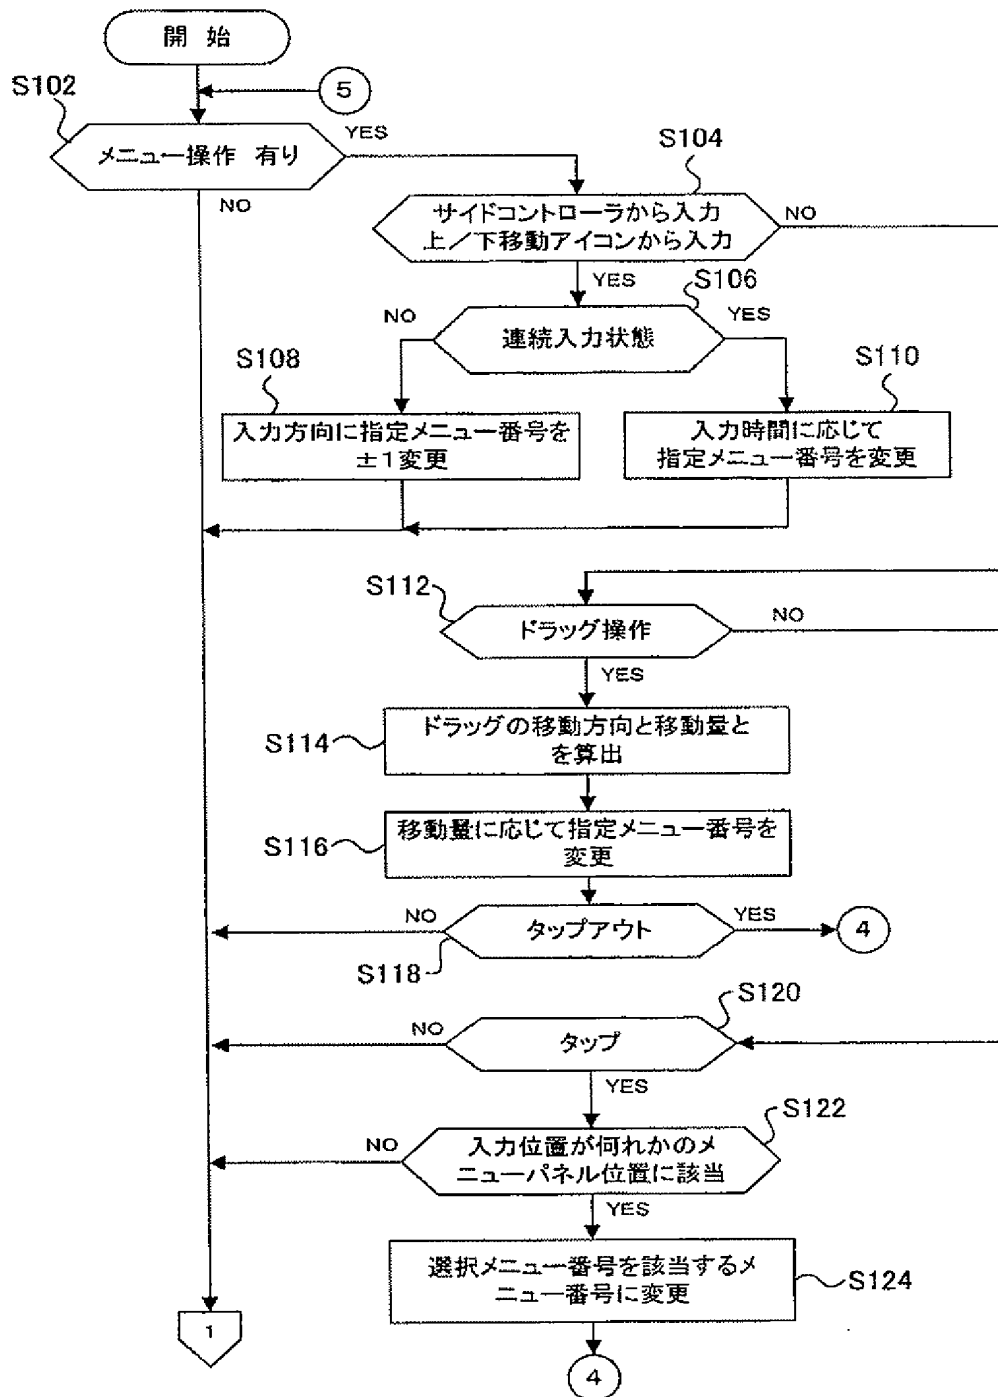 開 始
5
S102
メニュー操作 有り
YES
NO
S104
サイドコントローラから入力
上／下移動アイコンから入力
NO
YES
S106
連続入力状態
NO
YES
S108
入力方向に指定メニュー番号を
±１変更
S110
入力時間に応じて
指定メニュー番号を変更
S112
ドラッグ操作
NO
YES
S114
ドラッグの移動方向と移動量と
を算出
S116
移動量に応じて指定メニュー番号を
変更
NO
タップアウト
YES
4
S118
S120
NO
タップ
YES
S122
NO
入力位置が何れかのメ
ニューパネル位置に該当
YES
選択メニュー番号を該当するメ
ニュー番号に変更
S124
1
4